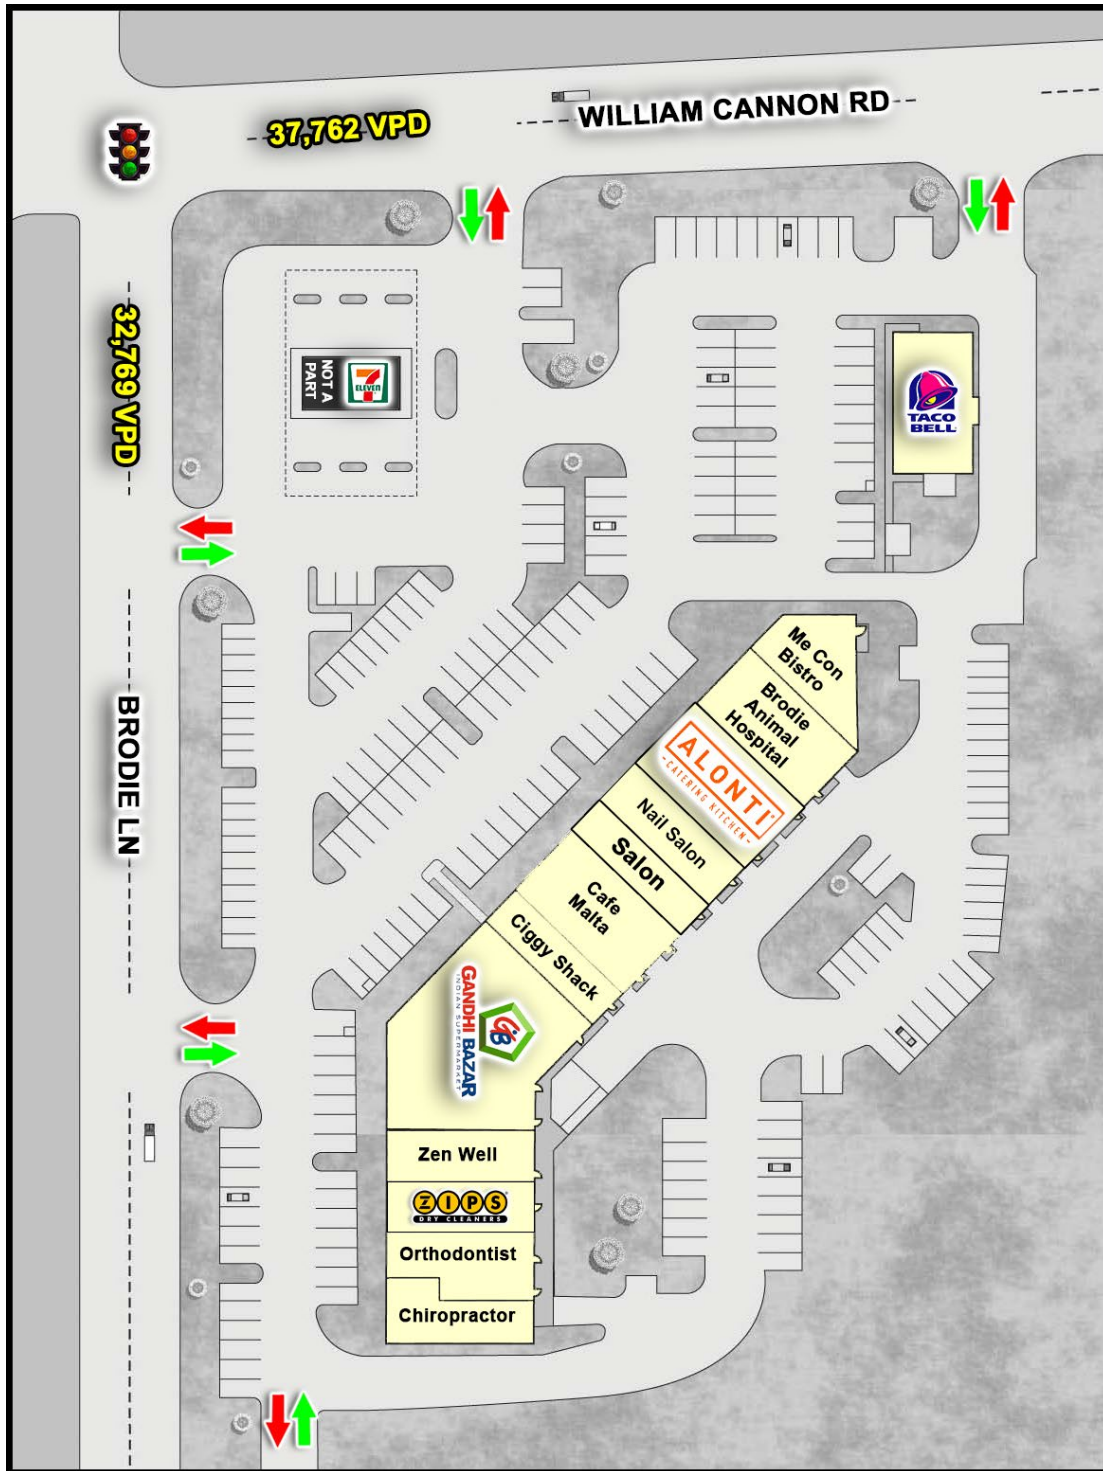 WILLIAM CANNON RD
37,762 VPD
32,769 VPD
BRODIE LN
7
ELEVEN
NOT A
PART
TACO
BELL
Me Con
Bistro
Brodie
Animal
Hospital
ALONTI
-CATERING KITCHEN-
Nail Salon
Salon
Cafe
Malta
Ciggy Shack
GB
GANDHI BAZAR
INDIAN SUPERMARKET
Zen Well
ZIPS
DRY CLEANERS
Orthodontist
Chiropractor